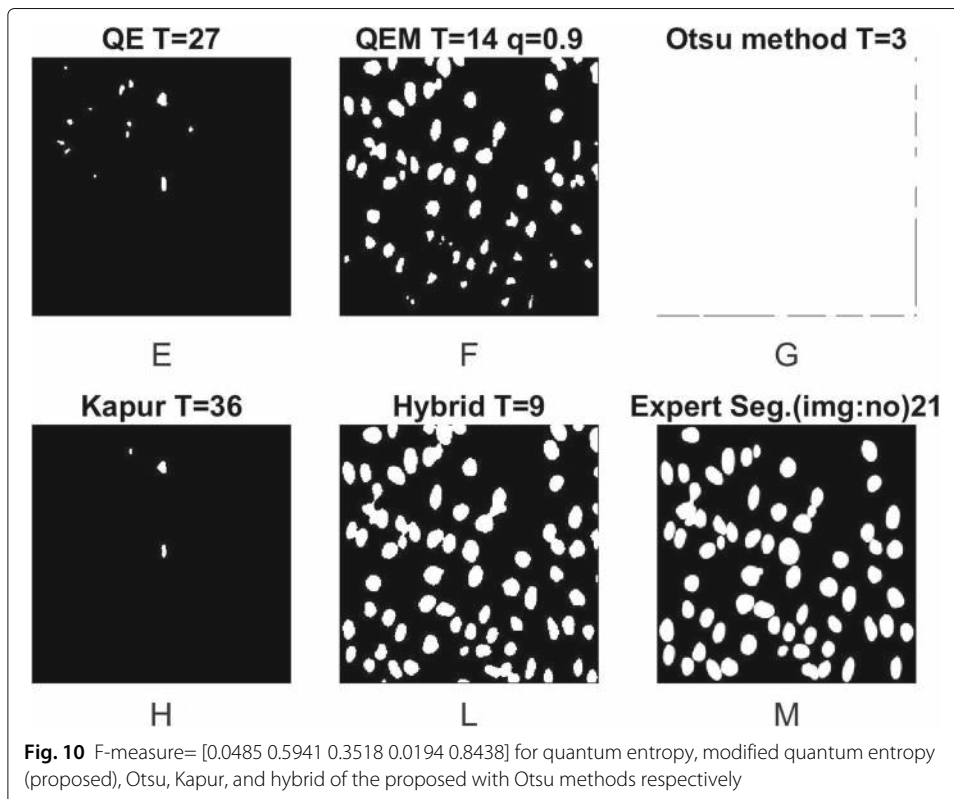 QE T=27
QEM T=14 q=0.9
Otsu method T=3
E
F
G
Kapur T=36
Hybrid T=9
Expert Seg.(img:no)21
H
L
M
Fig. 10 F-measure= [0.0485 0.5941 0.3518 0.0194 0.8438] for quantum entropy, modified quantum entropy
(proposed), Otsu, Kapur, and hybrid of the proposed with Otsu methods respectively